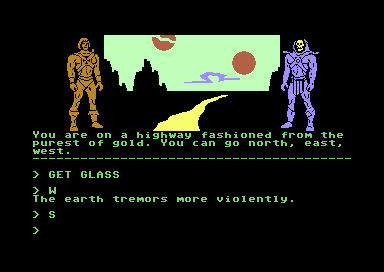 You are on a highway fashioned from the
purest of gold. You can go north, east,
west.
> GET GLASS
> W
The earth tremors more violently.
> S
>